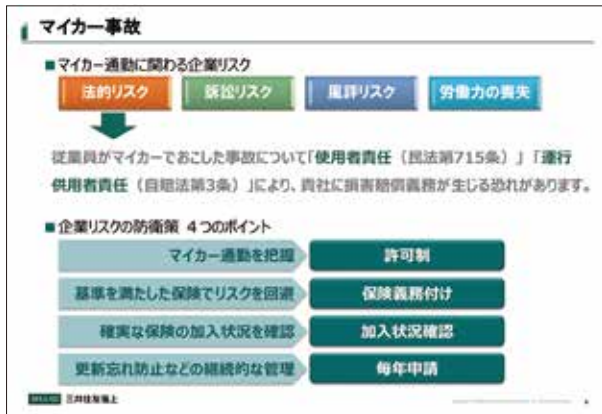 マイカー事故
■マイカー通勤に関わる企業リスク
法的リスク 訴訟リスク 風評リスク 労働力の喪失
従業員がマイカーでおこした事故について「使用者責任（民法第715条）」「運行
供用者責任（自賠法第3条）」により、貴社に損害賠償義務が生じる恐れがあります。
■企業リスクの防衛策 4つのポイント
マイカー通勤を把握 許可制
基準を満たした保険でリスクを回避 保険義務付け
確実な保険の加入状況を確認 加入状況確認
更新忘れ防止などの継続的な管理 毎年申請
MS&AD 三井住友海上